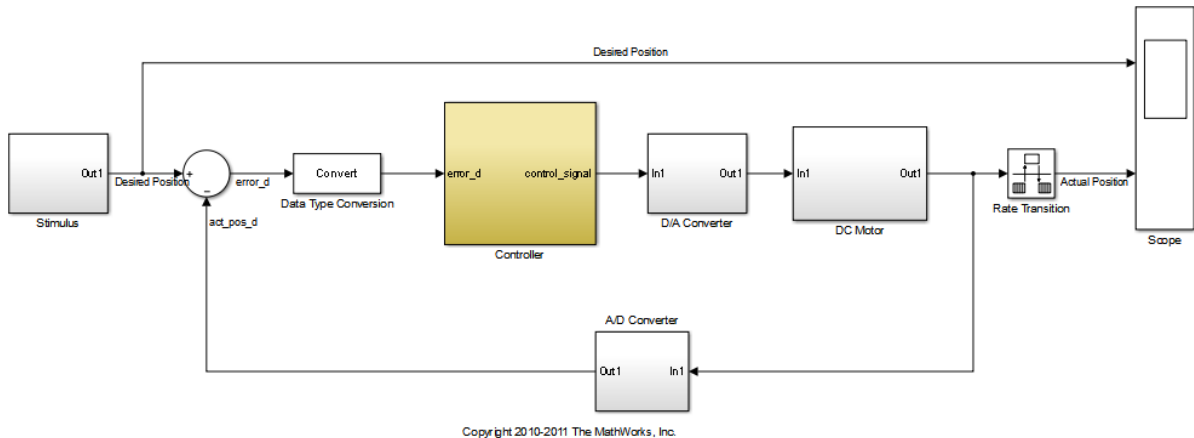 Desired Position
Out1
Desired Position
Stimulus
+
−
error_d
act_pos_d
Convert
Data Type Conversion
error_d
control_signal
Controller
In1
Out1
D/A Converter
In1
Out1
DC Motor
Rate Transition
Actual Position
Scope
A/D Converter
Out1
In1
Copyright 2010-2011 The MathWorks, Inc.